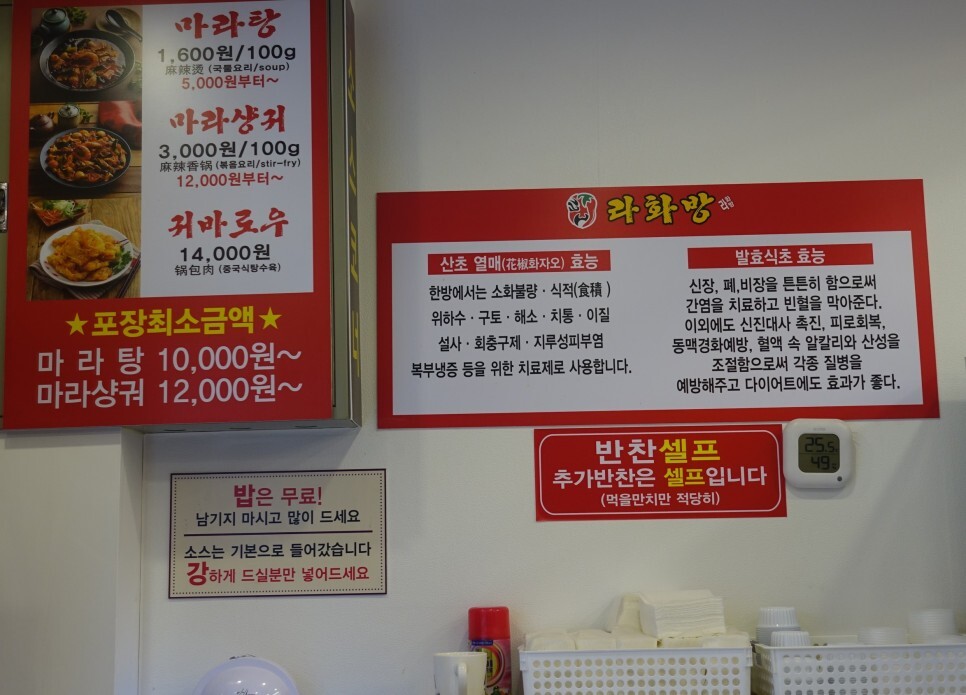 마라탕
1,600원/100g
麻辣烫 (국물요리/soup)
5,000원부터~
마라샹궈
3,000원/100g
麻辣香锅 (볶음요리/stir-fry)
12,000원부터~
궈바로우
14,000원
锅包肉 (중국식탕수육)
★포장최소금액★
마 라 탕 10,000원~
마라샹궈 12,000원~
라화방
산초 열매(花椒화자오) 효능
한방에서는 소화불량 · 식적(食積)
위하수 · 구토 · 해소 · 치통 · 이질
설사 · 회충구제 · 지루성피부염
복부냉증 등을 위한 치료제로 사용합니다.
발효식초 효능
신장, 폐,비장을 튼튼히 함으로써
간염을 치료하고 빈혈을 막아준다.
이외에도 신진대사 촉진, 피로회복,
동맥경화예방, 혈액 속 알칼리와 산성을
조절함으로써 각종 질병을
예방해주고 다이어트에도 효과가 좋다.
반찬셀프
추가반찬은 셀프입니다
(먹을만치만 적당히)
25.5
49
밥은 무료!
남기지 마시고 많이 드세요
소스는 기본으로 들어갔습니다
강하게 드실분만 넣어드세요